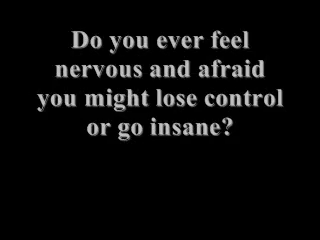 Do you ever feel
nervous and afraid
you might lose control
or go insane?